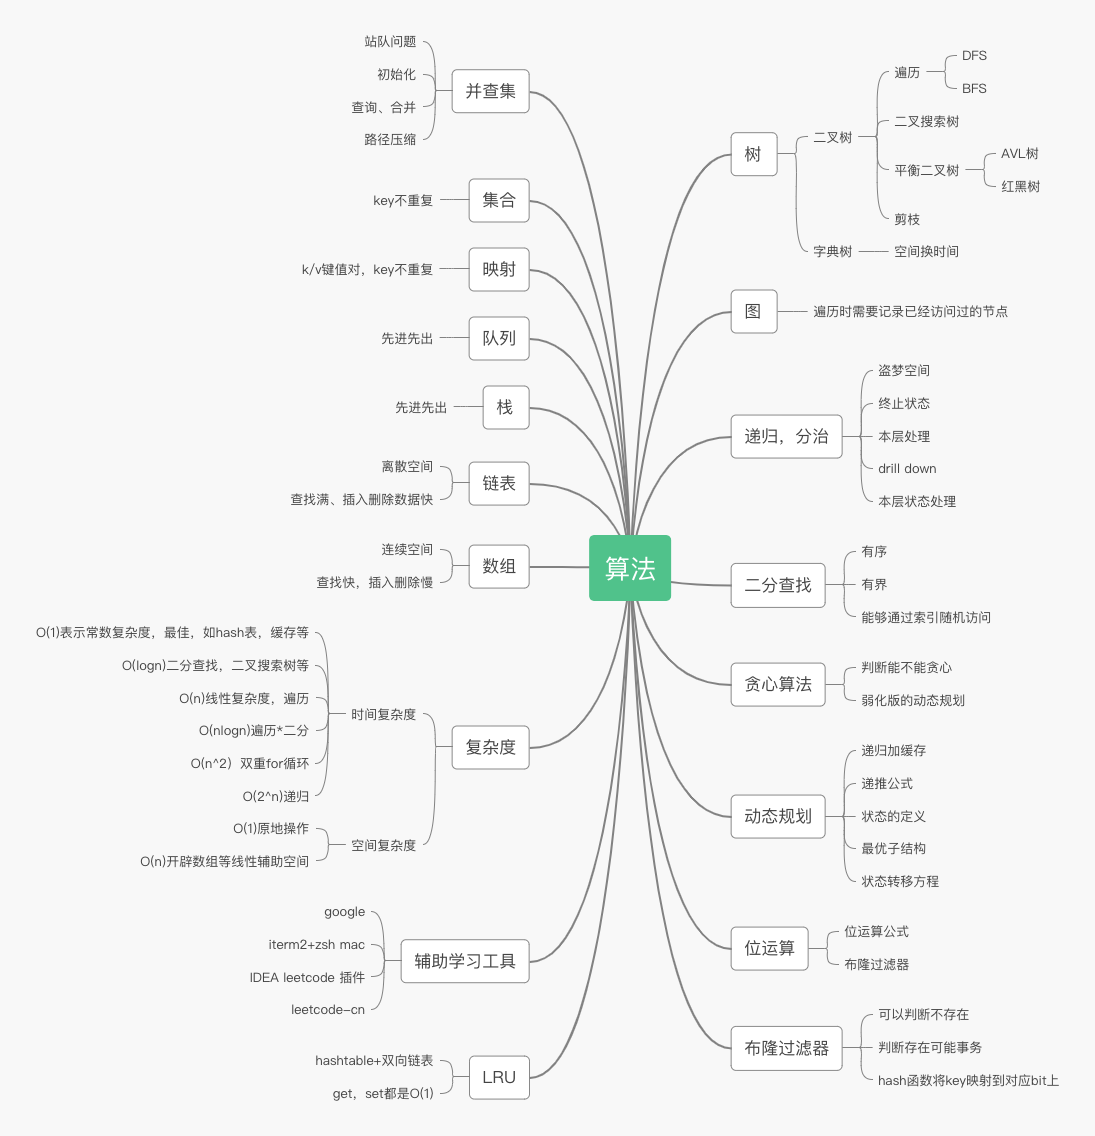 算法
并查集
站队问题
初始化
查询、合并
路径压缩
集合
key不重复
映射
k/v键值对，key不重复
队列
先进先出
栈
先进先出
链表
离散空间
查找满、插入删除数据快
数组
连续空间
查找快，插入删除慢
复杂度
时间复杂度
O(1)表示常数复杂度，最佳，如hash表，缓存等
O(logn)二分查找，二叉搜索树等
O(n)线性复杂度，遍历
O(nlogn)遍历*二分
O(n^2）双重for循环
O(2^n)递归
空间复杂度
O(1)原地操作
O(n)开辟数组等线性辅助空间
辅助学习工具
google
iterm2+zsh mac
IDEA leetcode 插件
leetcode-cn
LRU
hashtable+双向链表
get，set都是O(1)
树
二叉树
遍历
DFS
BFS
二叉搜索树
平衡二叉树
AVL树
红黑树
剪枝
字典树
空间换时间
图
遍历时需要记录已经访问过的节点
递归，分治
盗梦空间
终止状态
本层处理
drill down
本层状态处理
二分查找
有序
有界
能够通过索引随机访问
贪心算法
判断能不能贪心
弱化版的动态规划
动态规划
递归加缓存
递推公式
状态的定义
最优子结构
状态转移方程
位运算
位运算公式
布隆过滤器
布隆过滤器
可以判断不存在
判断存在可能事务
hash函数将key映射到对应bit上